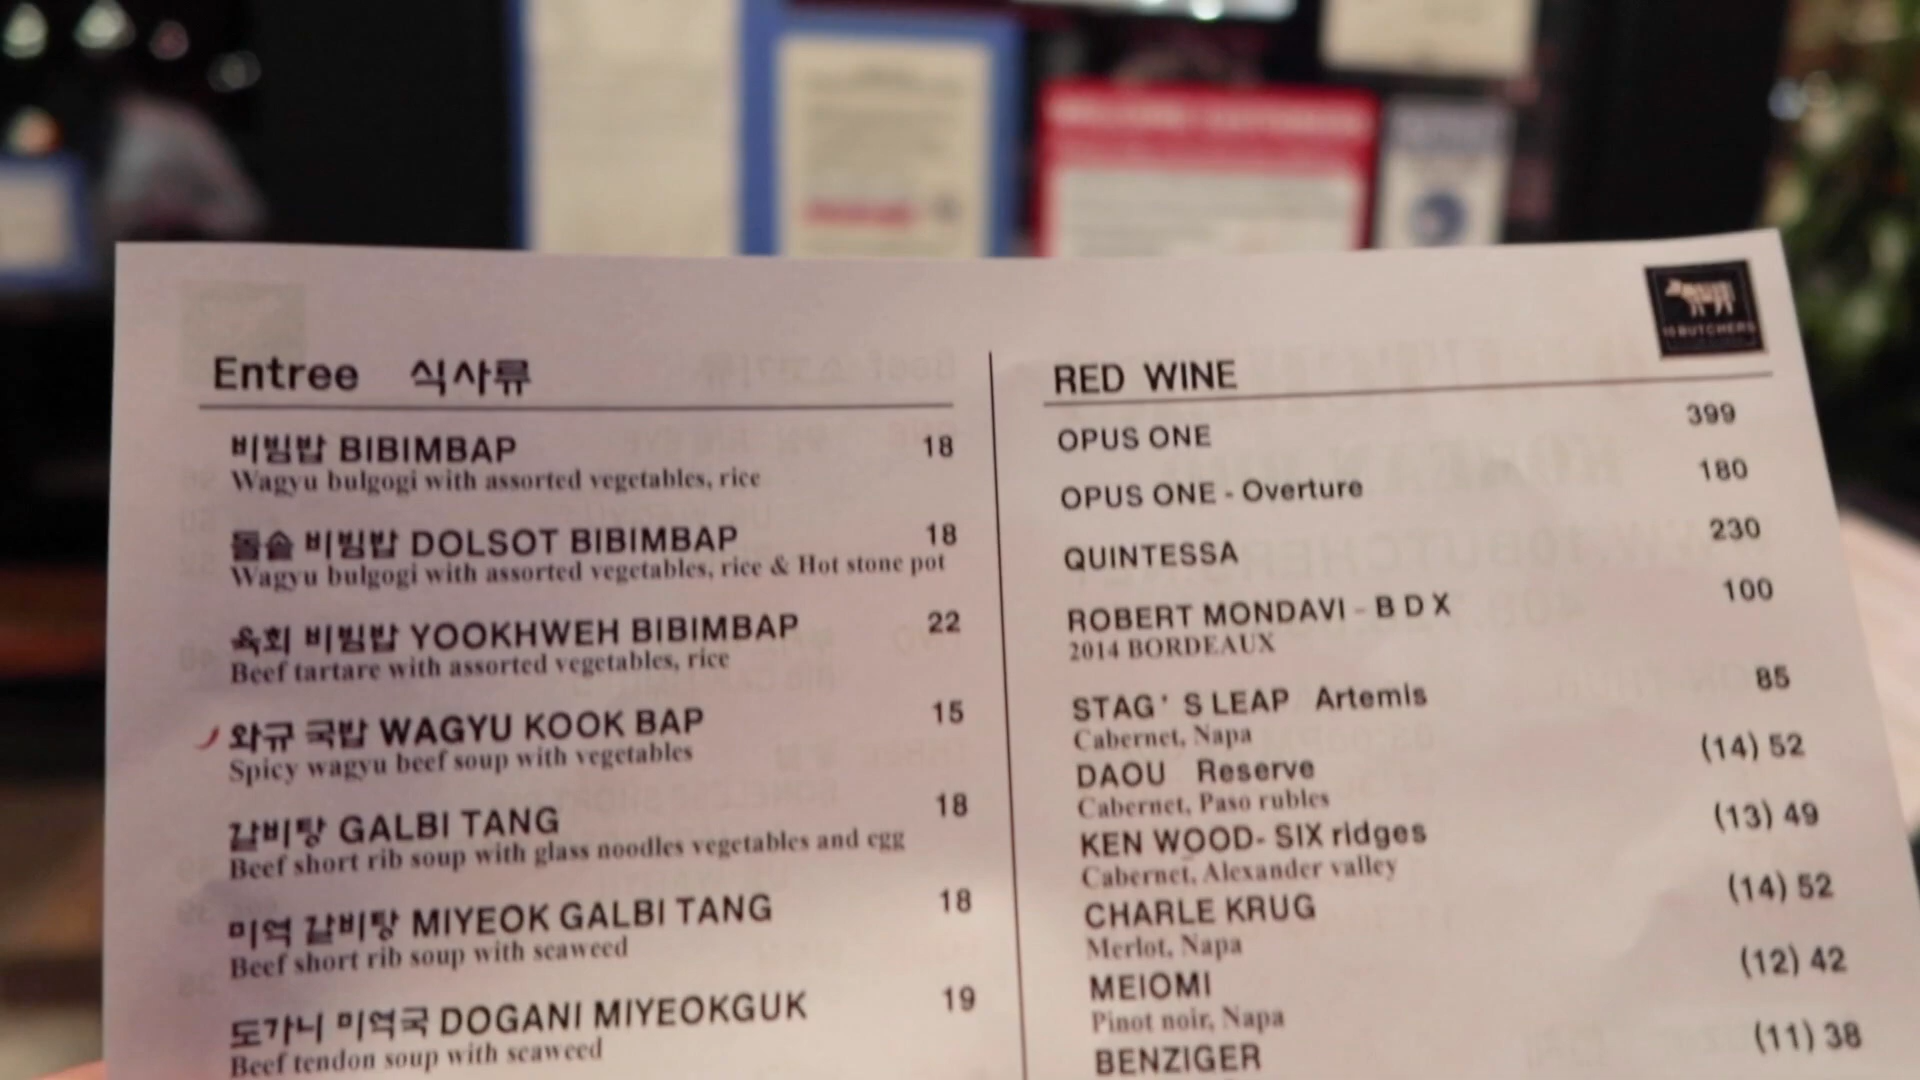 10 BUTCHERS
Entree 식사류
비빔밥 BIBIMBAP 18
Wagyu bulgogi with assorted vegetables, rice
돌솥 비빔밥 DOLSOT BIBIMBAP 18
Wagyu bulgogi with assorted vegetables, rice & Hot stone pot
육회 비빔밥 YOOKHWEH BIBIMBAP 22
Beef tartare with assorted vegetables, rice
와규 국밥 WAGYU KOOK BAP 15
Spicy wagyu beef soup with vegetables
갈비탕 GALBI TANG 18
Beef short rib soup with glass noodles vegetables and egg
미역 갈비탕 MIYEOK GALBI TANG 18
Beef short rib soup with seaweed
도가니 미역국 DOGANI MIYEOKGUK 19
Beef tendon soup with seaweed
RED WINE
OPUS ONE 399
OPUS ONE - Overture 180
QUINTESSA 230
ROBERT MONDAVI - B D X 100
2014 BORDEAUX
STAG' S LEAP Artemis 85
Cabernet, Napa
DAOU Reserve (14) 52
Cabernet, Paso rubles
KEN WOOD- SIX ridges (13) 49
Cabernet, Alexander valley
CHARLE KRUG (14) 52
Merlot, Napa
MEIOMI (12) 42
Pinot noir, Napa
BENZIGER (11) 38